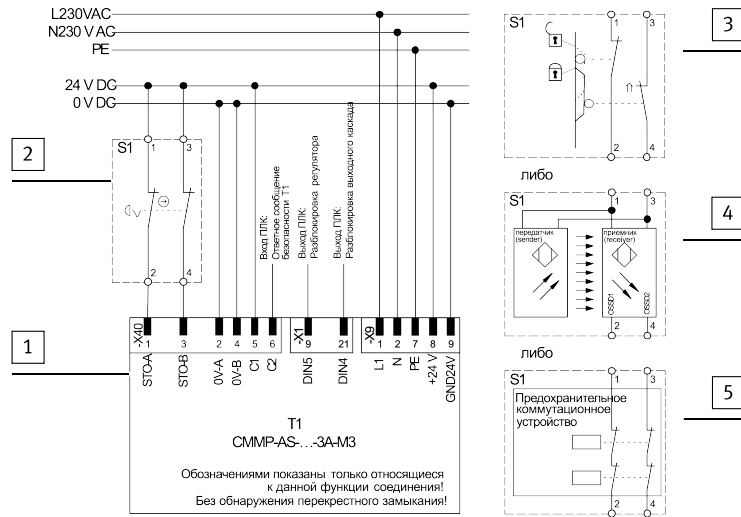 L230VAC
N230 V AC
PE
24 V DC
0 V DC
2
S1
1
3
2
4
Вход ПЛК:
Ответное сообщение
безопасности T1
Выход ПЛК:
Разблокировка регулятора
Выход ПЛК:
Разблокировка выходного каскада
1
-X40
1
3
2
4
5
6
-X1
9
21
-X9
1
2
7
8
9
STO-A
STO-B
0V-A
0V-B
C1
C2
DIN5
DIN4
L1
N
PE
+24 V
GND24V
T1
CMMP-AS-...-3A-M3
Обозначениями показаны только относящиеся
к данной функции соединения!
Без обнаружения перекрестного замыкания!
S1
1
3
2
4
3
либо
S1
1
3
передатчик
(sender)
приемник
(receiver)
OSSD1
OSSD2
2
4
4
либо
S1
1
3
Предохранительное
коммутационное
устройство
2
4
5